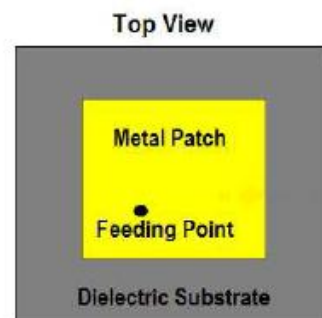 Top View
Metal Patch
Feeding Point
Dielectric Substrate